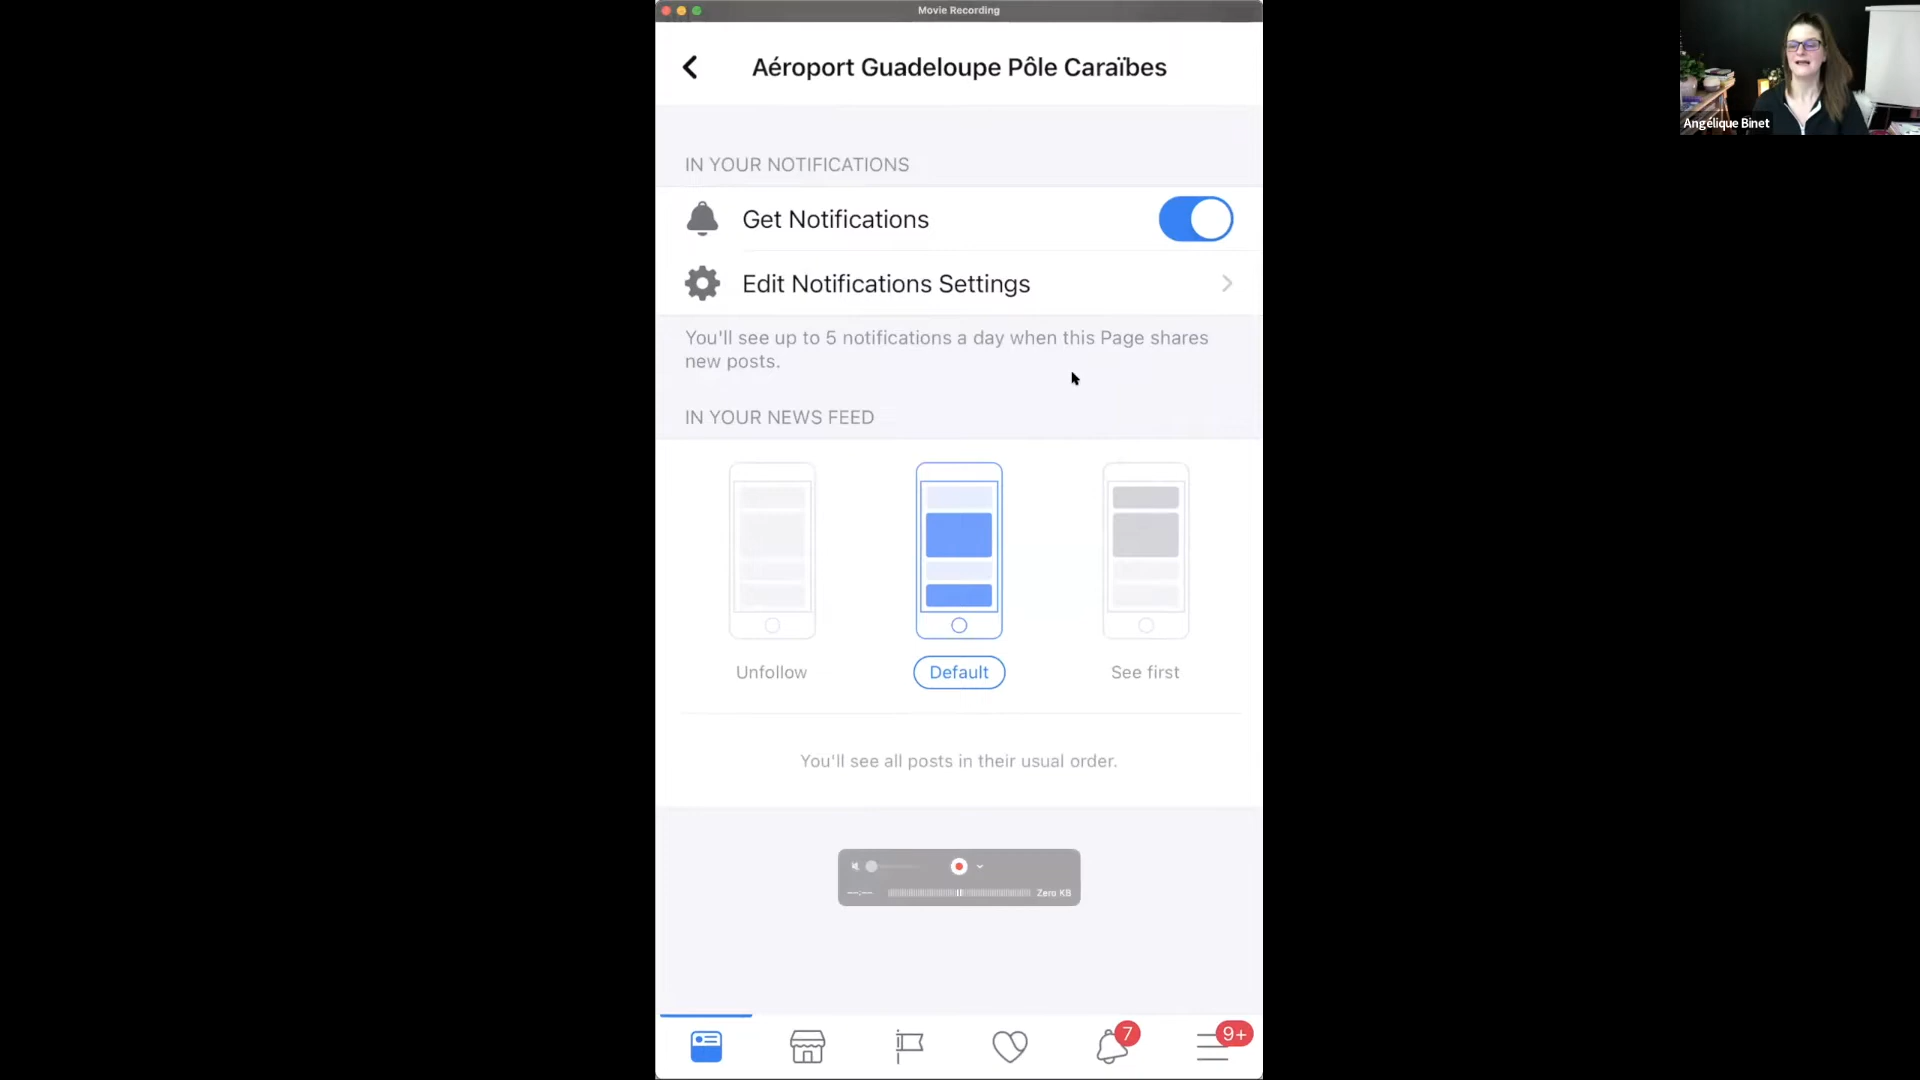 Movie Recording
Aéroport Guadeloupe Pôle Caraïbes
Angélique Binet
IN YOUR NOTIFICATIONS
Get Notifications
Edit Notifications Settings
You'll see up to 5 notifications a day when this Page shares
new posts.
IN YOUR NEWS FEED
Unfollow
Default
See first
You'll see all posts in their usual order.
--:--
Zero KB
7
9+